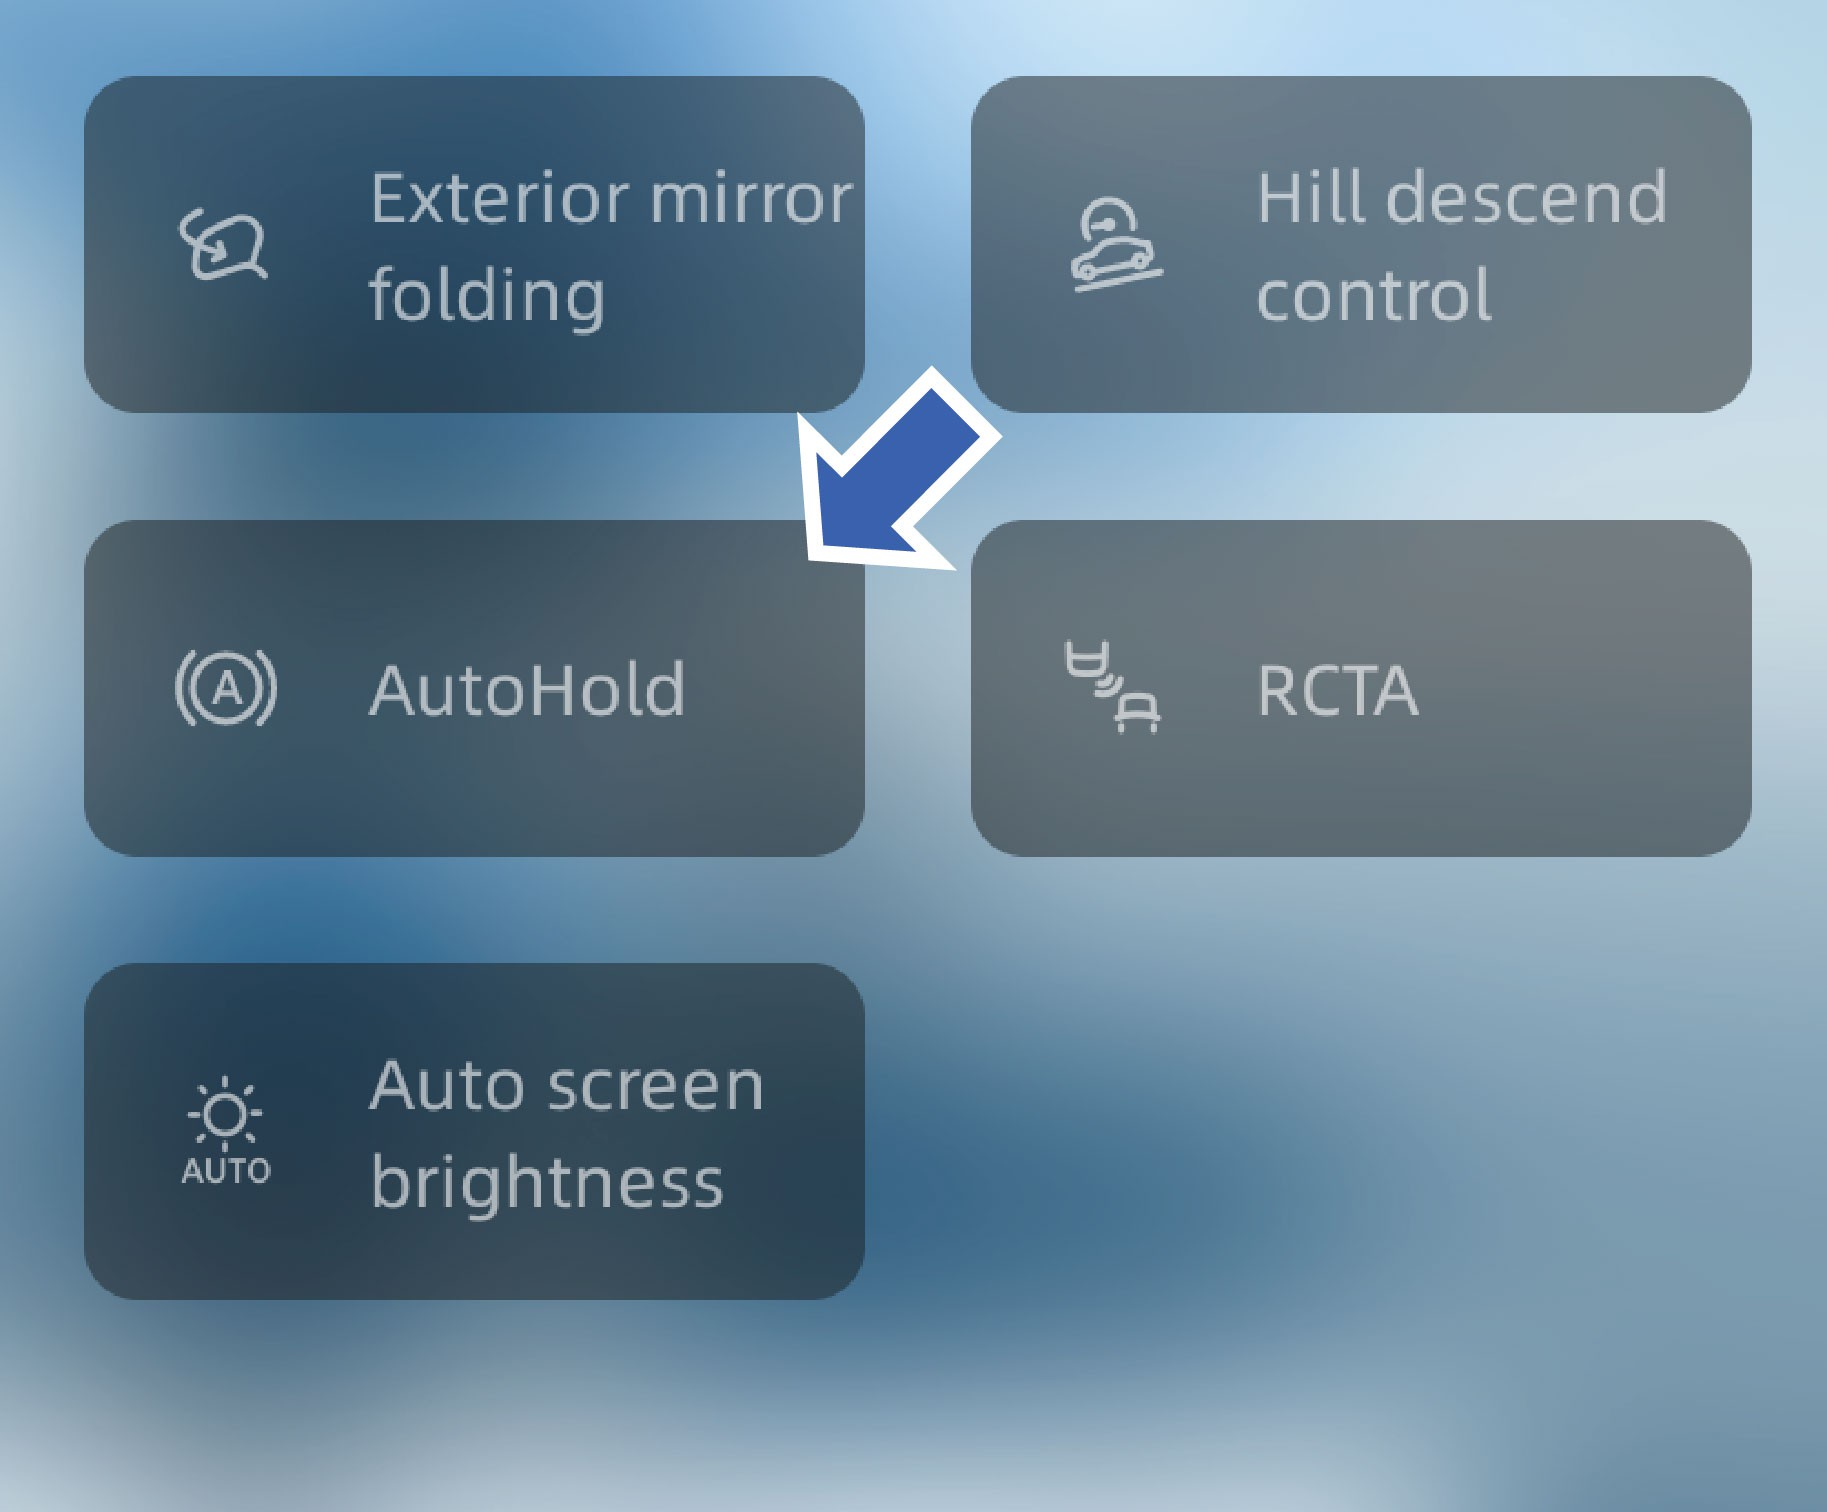 Exterior mirror
folding
Hill descend
control
A
AutoHold
RCTA
AUTO
Auto screen
brightness